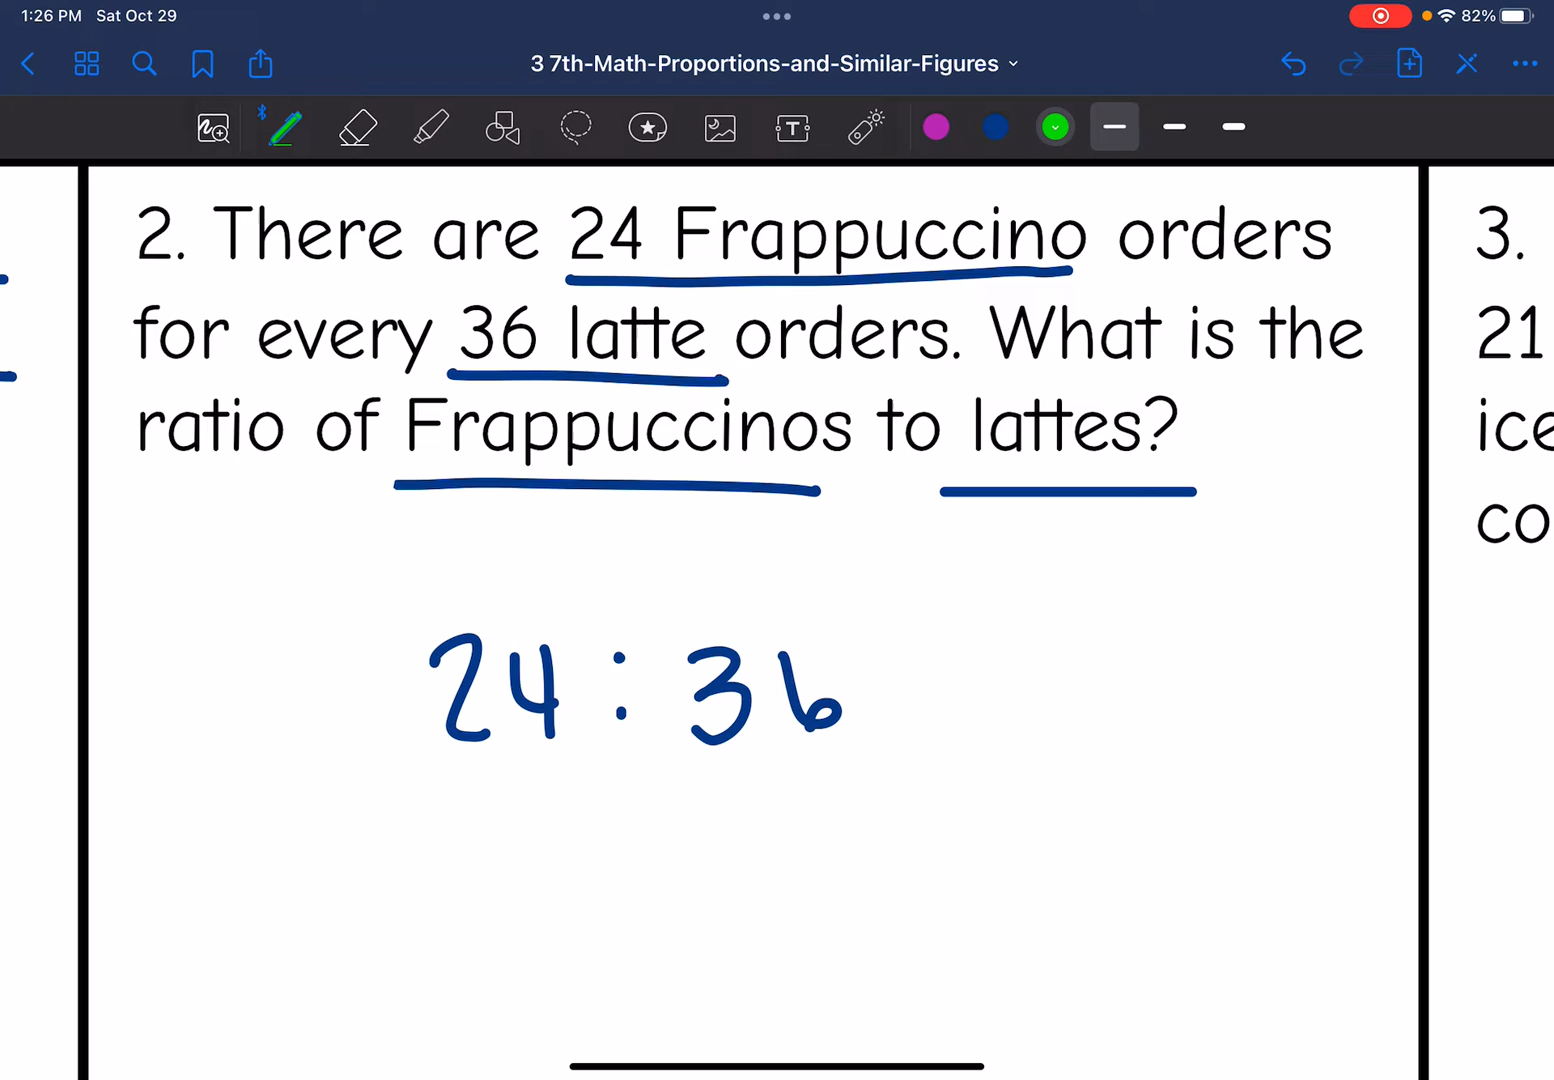 1:26 PM Sat Oct 29
82%
3 7th-Math-Proportions-and-Similar-Figures
T
2. There are 24 Frappuccino orders
for every 36 latte orders. What is the
ratio of Frappuccinos to lattes?
24 : 36
3.
21
ice
co